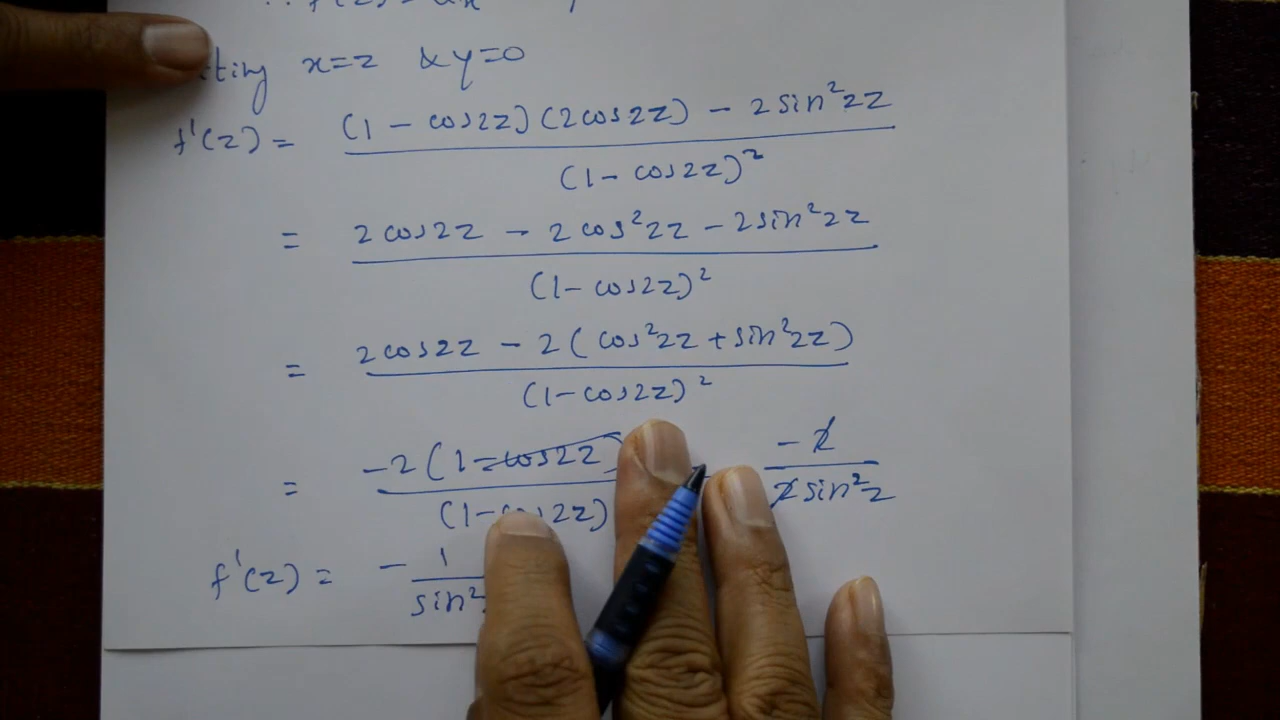 x=z & y=0
f'(z) = (1 - cos2z)(2cos2z) - 2sin²2z
(1 - cos2z)²
= 2cos2z - 2cos²2z - 2sin²2z
(1 - cos2z)²
= 2cos2z - 2(cos²2z + sin²2z)
(1 - cos2z)²
= -2(1 - cos2z) -2
(1 - cos2z) 2sin²z
f'(z) = - 1
sin²